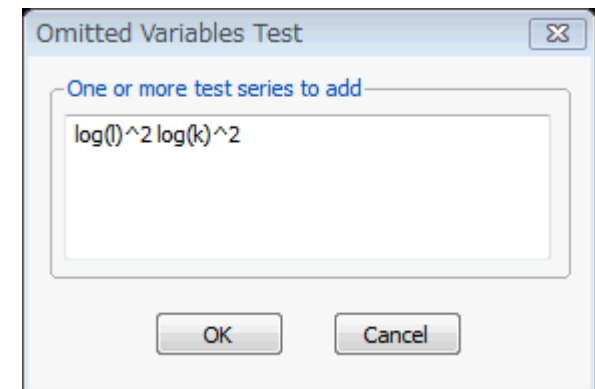 Omitted Variables Test
One or more test series to add
log(l)^2 log(k)^2
OK
Cancel